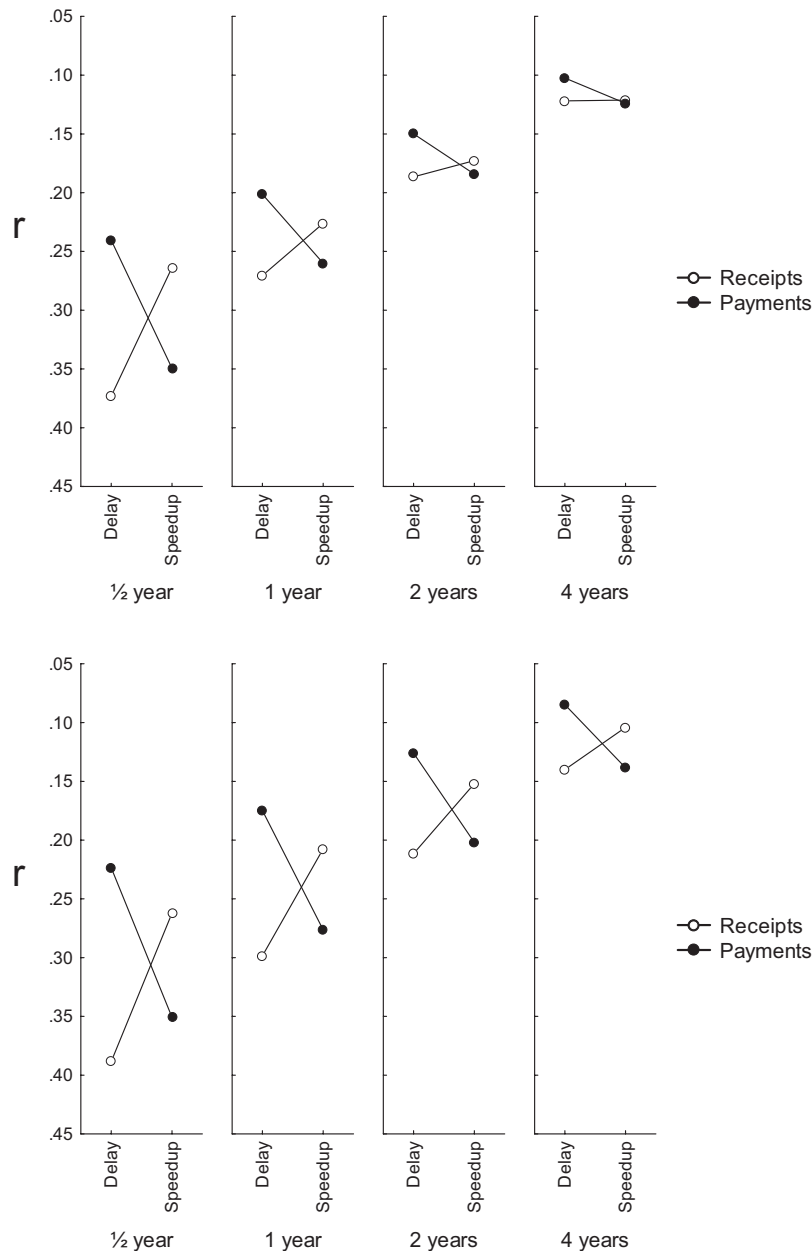 .05
.10
.15
.20
r
.25
.30
.35
.40
.45
Receipts
Payments
Delay Speedup Delay Speedup Delay Speedup Delay Speedup
½ year 1 year 2 years 4 years
.05
.10
.15
.20
r
.25
.30
.35
.40
.45
Receipts
Payments
Delay Speedup Delay Speedup Delay Speedup Delay Speedup
½ year 1 year 2 years 4 years